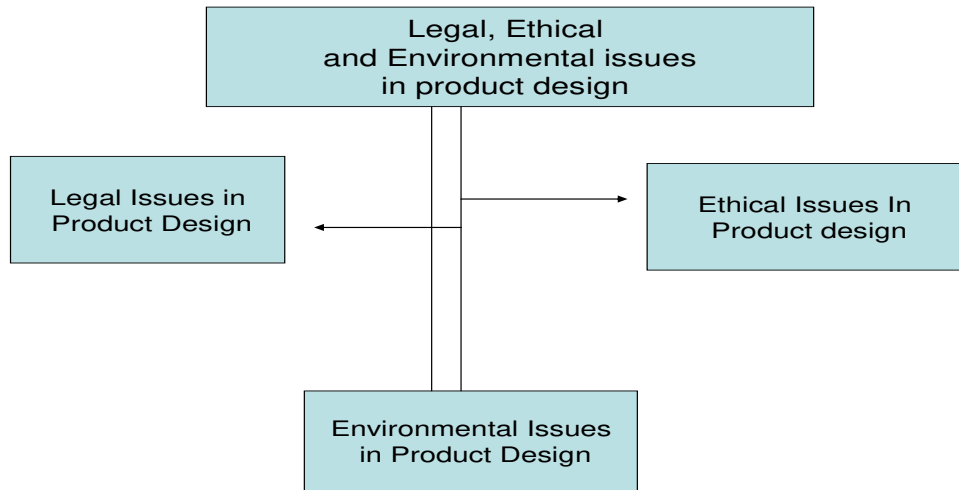 Legal, Ethical
and Environmental issues
in product design
Legal Issues in
Product Design
Ethical Issues In
Product design
Environmental Issues
in Product Design